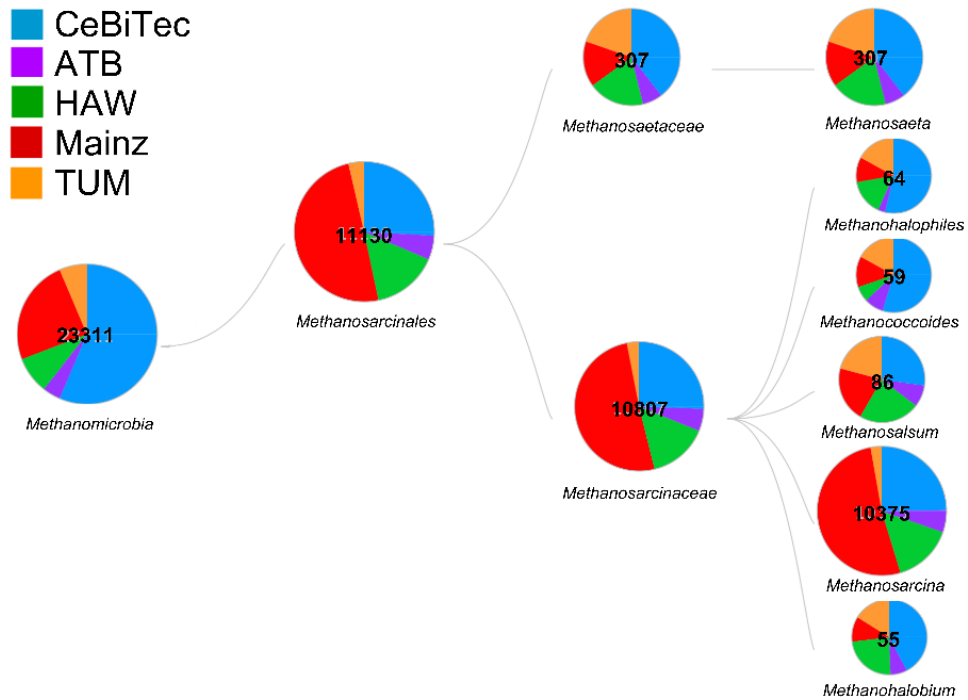 CeBiTec
ATB
HAW
Mainz
TUM
307
Methanosaetaceae
307
Methanosaeta
64
Methanohalophiles
11130
Methanosarcinales
59
Methanococcoides
23311
Methanomicrobia
86
Methanosalsum
10807
Methanosarcinaceae
10375
Methanosarcina
55
Methanohalobium